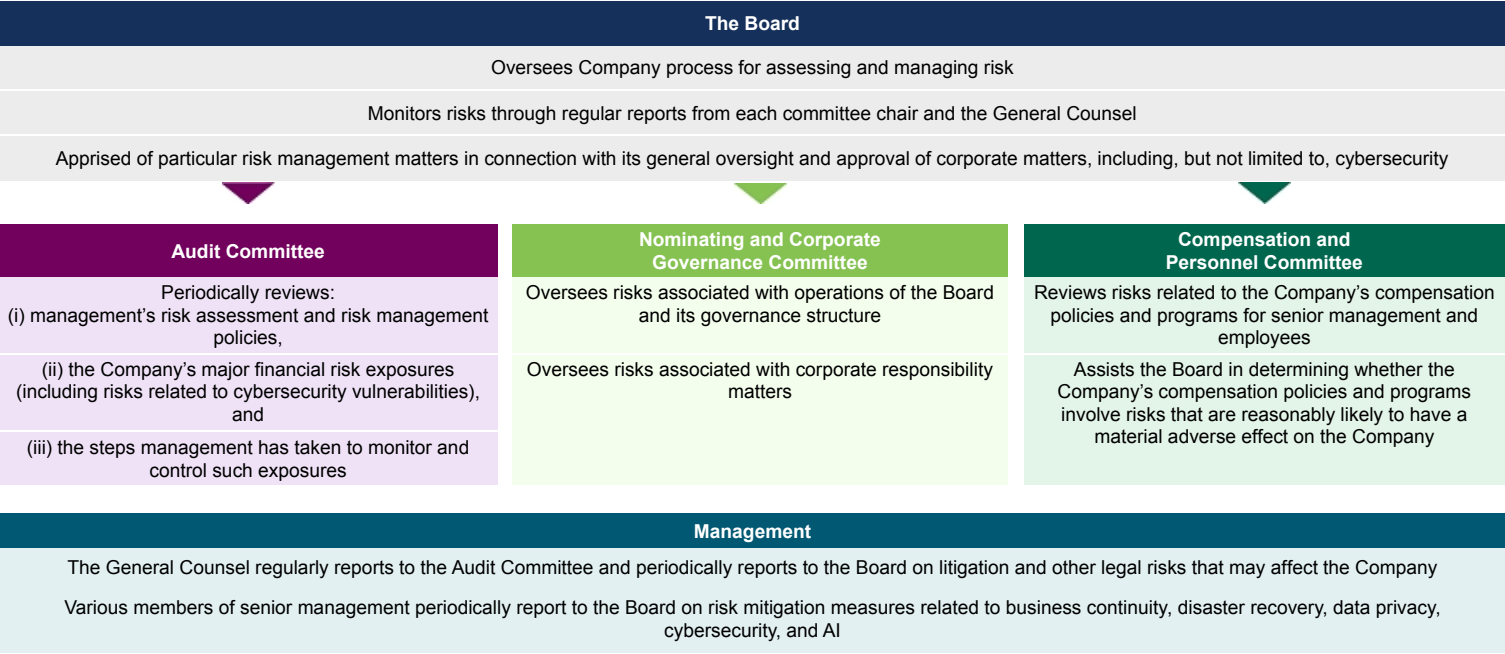 The Board
Oversees Company process for assessing and managing risk
Monitors risks through regular reports from each committee chair and the General Counsel
Apprised of particular risk management matters in connection with its general oversight and approval of corporate matters, including, but not limited to, cybersecurity
Audit Committee
Periodically reviews:
(i) management’s risk assessment and risk management
policies,
(ii) the Company’s major financial risk exposures
(including risks related to cybersecurity vulnerabilities),
and
(iii) the steps management has taken to monitor and
control such exposures
Nominating and Corporate
Governance Committee
Oversees risks associated with operations of the Board
and its governance structure
Oversees risks associated with corporate responsibility
matters
Compensation and
Personnel Committee
Reviews risks related to the Company’s compensation
policies and programs for senior management and
employees
Assists the Board in determining whether the
Company’s compensation policies and programs
involve risks that are reasonably likely to have a
material adverse effect on the Company
Management
The General Counsel regularly reports to the Audit Committee and periodically reports to the Board on litigation and other legal risks that may affect the Company
Various members of senior management periodically report to the Board on risk mitigation measures related to business continuity, disaster recovery, data privacy,
cybersecurity, and AI